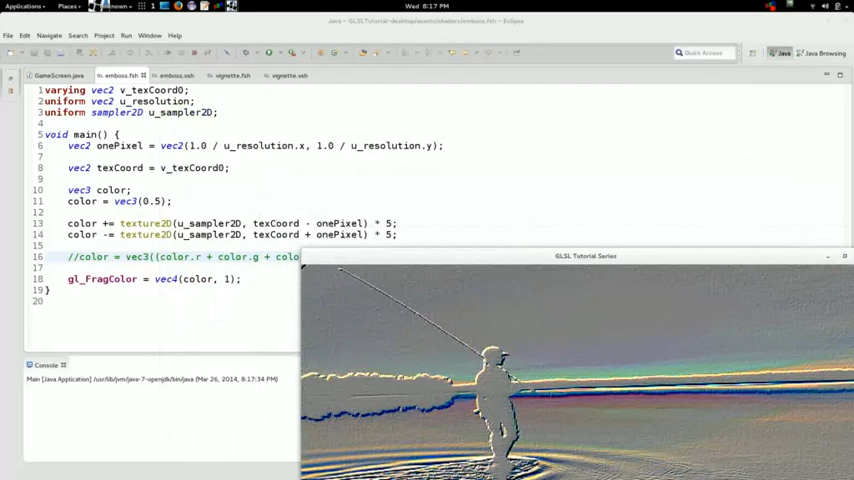 Applications Places nknown Wed 8:17 PM
GLSLTutorial-desktop/assets/shaders/emboss.fsh - Eclipse
File Edit Navigate Search Project Run Window Help
Quick Access Java Java Browsing
GameScreen.java emboss.fsh emboss.vsh vignette.fsh vignette.vsh
1 varying vec2 v_texCoord0;
2 uniform vec2 u_resolution;
3 uniform sampler2D u_sampler2D;
4
5 void main() {
6 vec2 onePixel = vec2(1.0 / u_resolution.x, 1.0 / u_resolution.y);
7
8 vec2 texCoord = v_texCoord0;
9
10 vec3 color;
11 color = vec3(0.5);
12
13 color += texture2D(u_sampler2D, texCoord - onePixel) * 5;
14 color -= texture2D(u_sampler2D, texCoord + onePixel) * 5;
15
16 //color = vec3((color.r + color.g + colo
17
18 gl_FragColor = vec4(color, 1);
19 }
20
GLSL Tutorial Series
Console
Main [Java Application] /usr/lib/jvm/java-7-openjdk/bin/java (Mar 26, 2014, 8:17:34 PM)